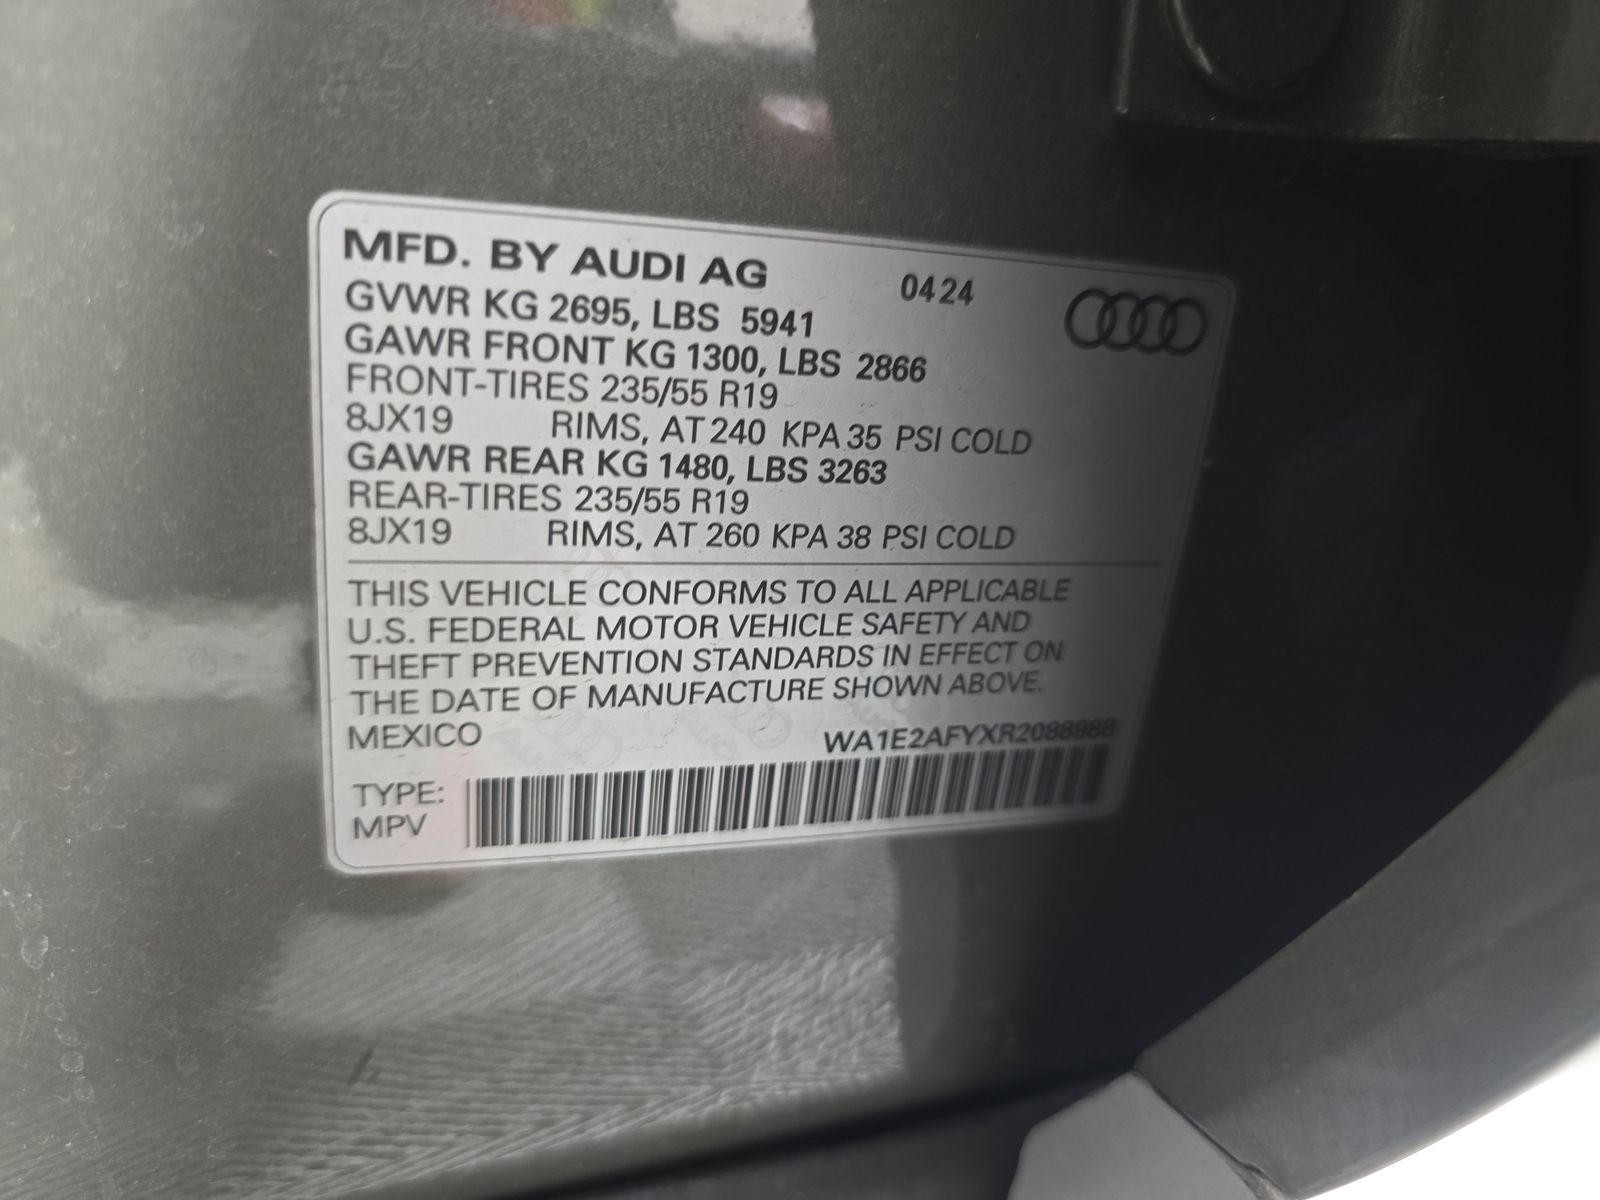 MFD. BY AUDI AG 0424
GVWR KG 2695, LBS 5941
GAWR FRONT KG 1300, LBS 2866
FRONT-TIRES 235/55 R19
8JX19 RIMS, AT 240 KPA 35 PSI COLD
GAWR REAR KG 1480, LBS 3263
REAR-TIRES 235/55 R19
8JX19 RIMS, AT 260 KPA 38 PSI COLD
THIS VEHICLE CONFORMS TO ALL APPLICABLE
U.S. FEDERAL MOTOR VEHICLE SAFETY AND
THEFT PREVENTION STANDARDS IN EFFECT ON
THE DATE OF MANUFACTURE SHOWN ABOVE.
MEXICO WA1E2AFYXR2088988
TYPE:
MPV